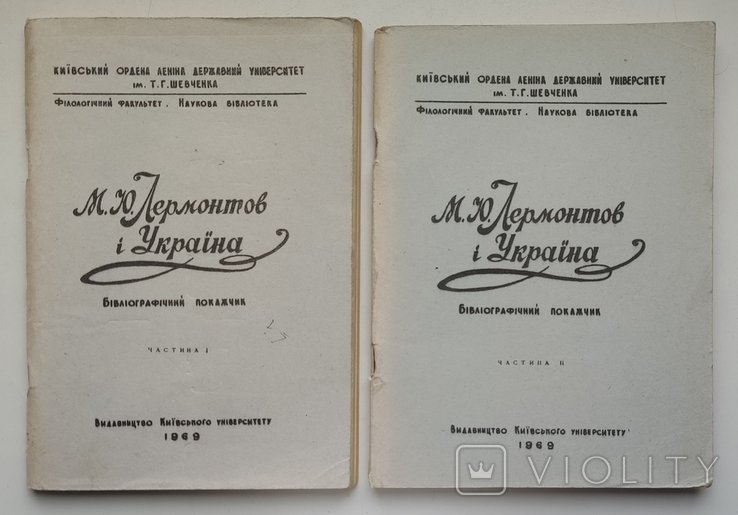 КИЇВСЬКИЙ ОРДЕНА ЛЕНІНА ДЕРЖАВНИЙ УНІВЕРСИТЕТ
ІМ. Т.Г.ШЕВЧЕНКА
ФІЛОЛОГІЧНИЙ ФАКУЛЬТЕТ. НАУКОВА БІБЛІОТЕКА
М.Ю.Лермонтов
і Україна
БІБЛІОГРАФІЧНИЙ ПОКАЖЧИК
ЧАСТИНА І
ВИДАВНИЦТВО КИЇВСЬКОГО УНІВЕРСИТЕТУ
1969
КИЇВСЬКИЙ ОРДЕНА ЛЕНІНА ДЕРЖАВНИЙ УНІВЕРСИТЕТ
ІМ. Т.Г.ШЕВЧЕНКА
ФІЛОЛОГІЧНИЙ ФАКУЛЬТЕТ. НАУКОВА БІБЛІОТЕКА
М.Ю.Лермонтов
і Україна
БІБЛІОГРАФІЧНИЙ ПОКАЖЧИК
ЧАСТИНА ІІ
ВИДАВНИЦТВО КИЇВСЬКОГО УНІВЕРСИТЕТУ
1969
VIOLITY